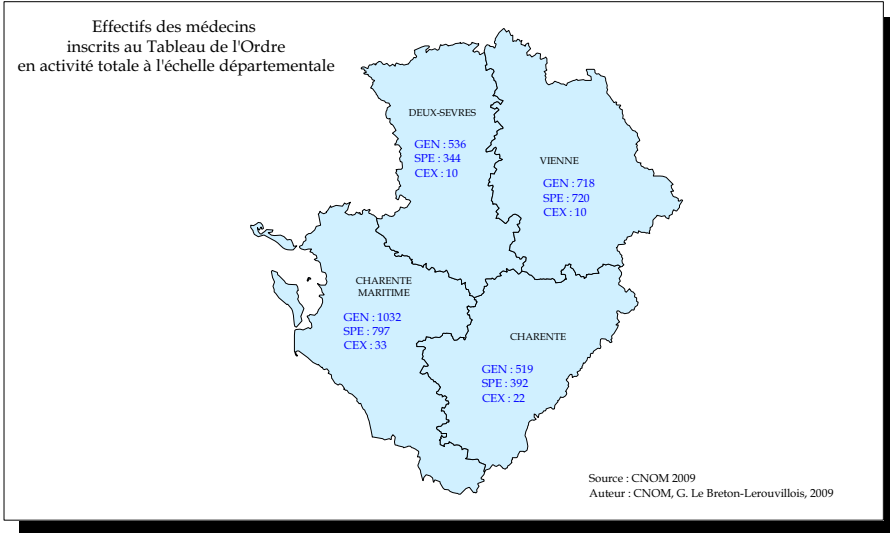 Effectifs des médecins
inscrits au Tableau de l'Ordre
en activité totale à l'échelle départementale
DEUX-SEVRES
GEN : 536
SPE : 344
CEX : 10
VIENNE
GEN : 718
SPE : 720
CEX : 10
CHARENTE
MARITIME
GEN : 1032
SPE : 797
CEX : 33
CHARENTE
GEN : 519
SPE : 392
CEX : 22
Source : CNOM 2009
Auteur : CNOM, G. Le Breton-Lerouvillois, 2009